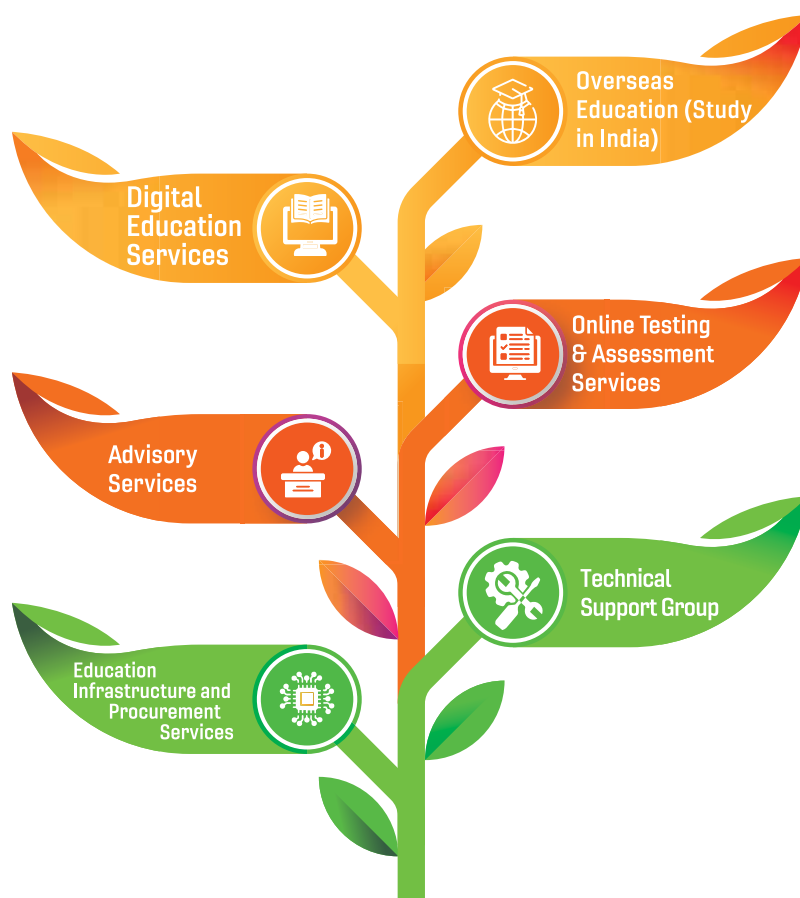 Overseas
Education (Study
in India)
Digital
Education
Services
Online Testing
& Assessment
Services
Advisory
Services
Technical
Support Group
Education
Infrastructure and
Procurement
Services